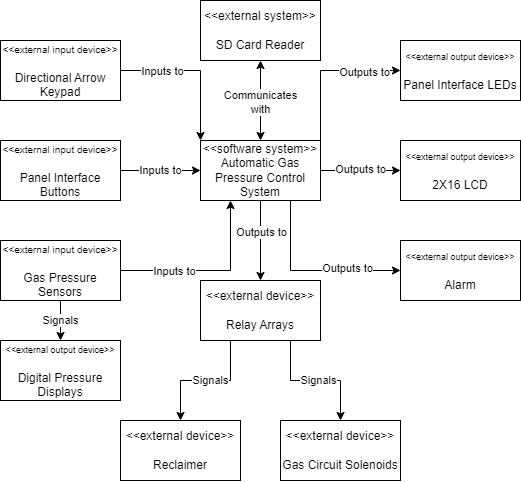 <<external system>>
SD Card Reader
<<external input device>>
Directional Arrow
Keypad
Inputs to
Communicates
with
Outputs to
<<external output device>>
Panel Interface LEDs
<<external input device>>
Panel Interface
Buttons
Inputs to
<<software system>>
Automatic Gas
Pressure Control
System
Outputs to
<<external output device>>
2X16 LCD
<<external input device>>
Gas Pressure
Sensors
Inputs to
Outputs to
Outputs to
<<external output device>>
Alarm
Signals
<<external output device>>
Digital Pressure
Displays
<<external device>>
Relay Arrays
Signals
Signals
<<external device>>
Reclaimer
<<external device>>
Gas Circuit Solenoids